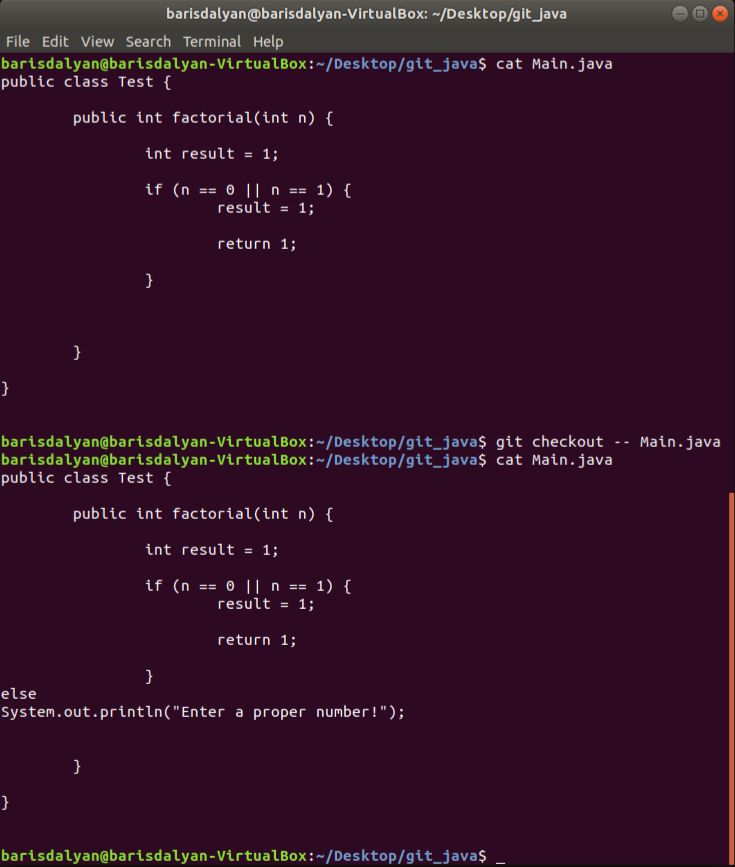 barisdalyan@barisdalyan-VirtualBox: ~/Desktop/git_java
File Edit View Search Terminal Help
barisdalyan@barisdalyan-VirtualBox:~/Desktop/git_java$ cat Main.java
public class Test {
        public int factorial(int n) {
                int result = 1;
                if (n == 0 || n == 1) {
                        result = 1;
                        return 1;
                }
        }
}
barisdalyan@barisdalyan-VirtualBox:~/Desktop/git_java$ git checkout -- Main.java
barisdalyan@barisdalyan-VirtualBox:~/Desktop/git_java$ cat Main.java
public class Test {
        public int factorial(int n) {
                int result = 1;
                if (n == 0 || n == 1) {
                        result = 1;
                        return 1;
                }
else
System.out.println("Enter a proper number!");
        }
}
barisdalyan@barisdalyan-VirtualBox:~/Desktop/git_java$ _